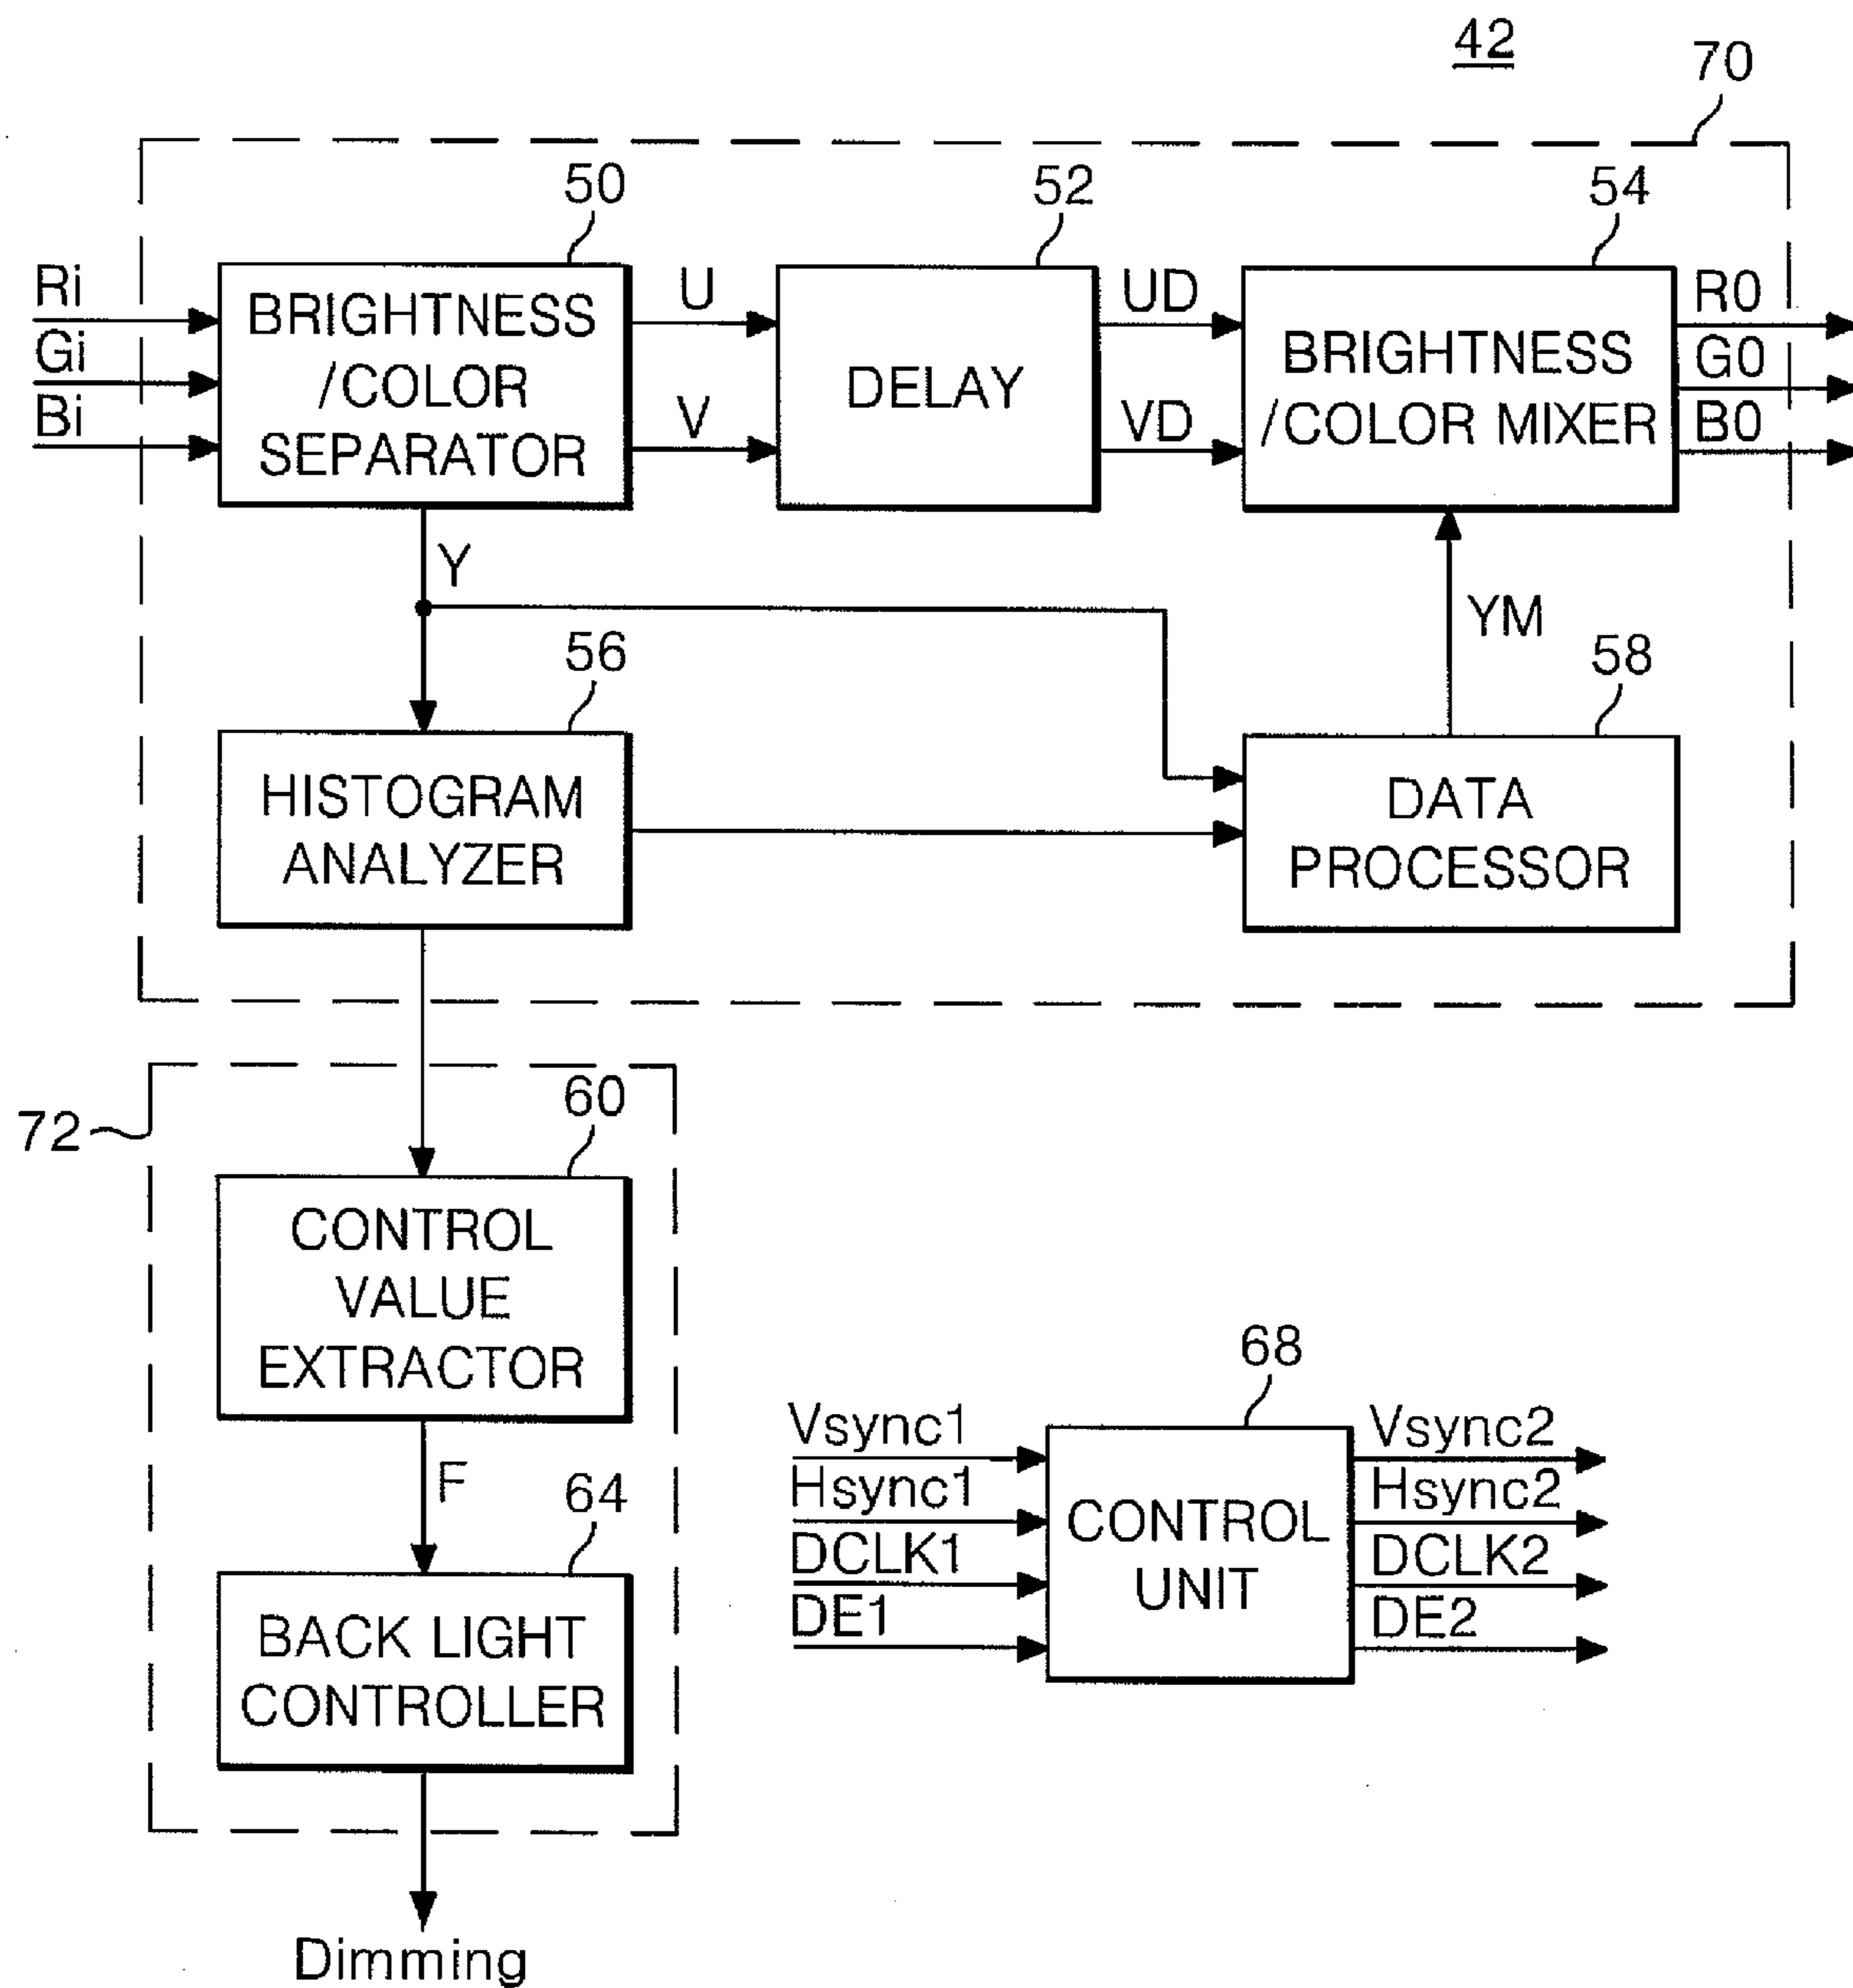 42
70
50
52
54
Ri
Gi
Bi
BRIGHTNESS
/COLOR
SEPARATOR
U
V
DELAY
UD
VD
BRIGHTNESS
/COLOR MIXER
R0
G0
B0
Y
YM
56
58
HISTOGRAM
ANALYZER
DATA
PROCESSOR
72
60
CONTROL
VALUE
EXTRACTOR
F
64
BACK LIGHT
CONTROLLER
Dimming
68
Vsync1
Hsync1
DCLK1
DE1
CONTROL
UNIT
Vsync2
Hsync2
DCLK2
DE2